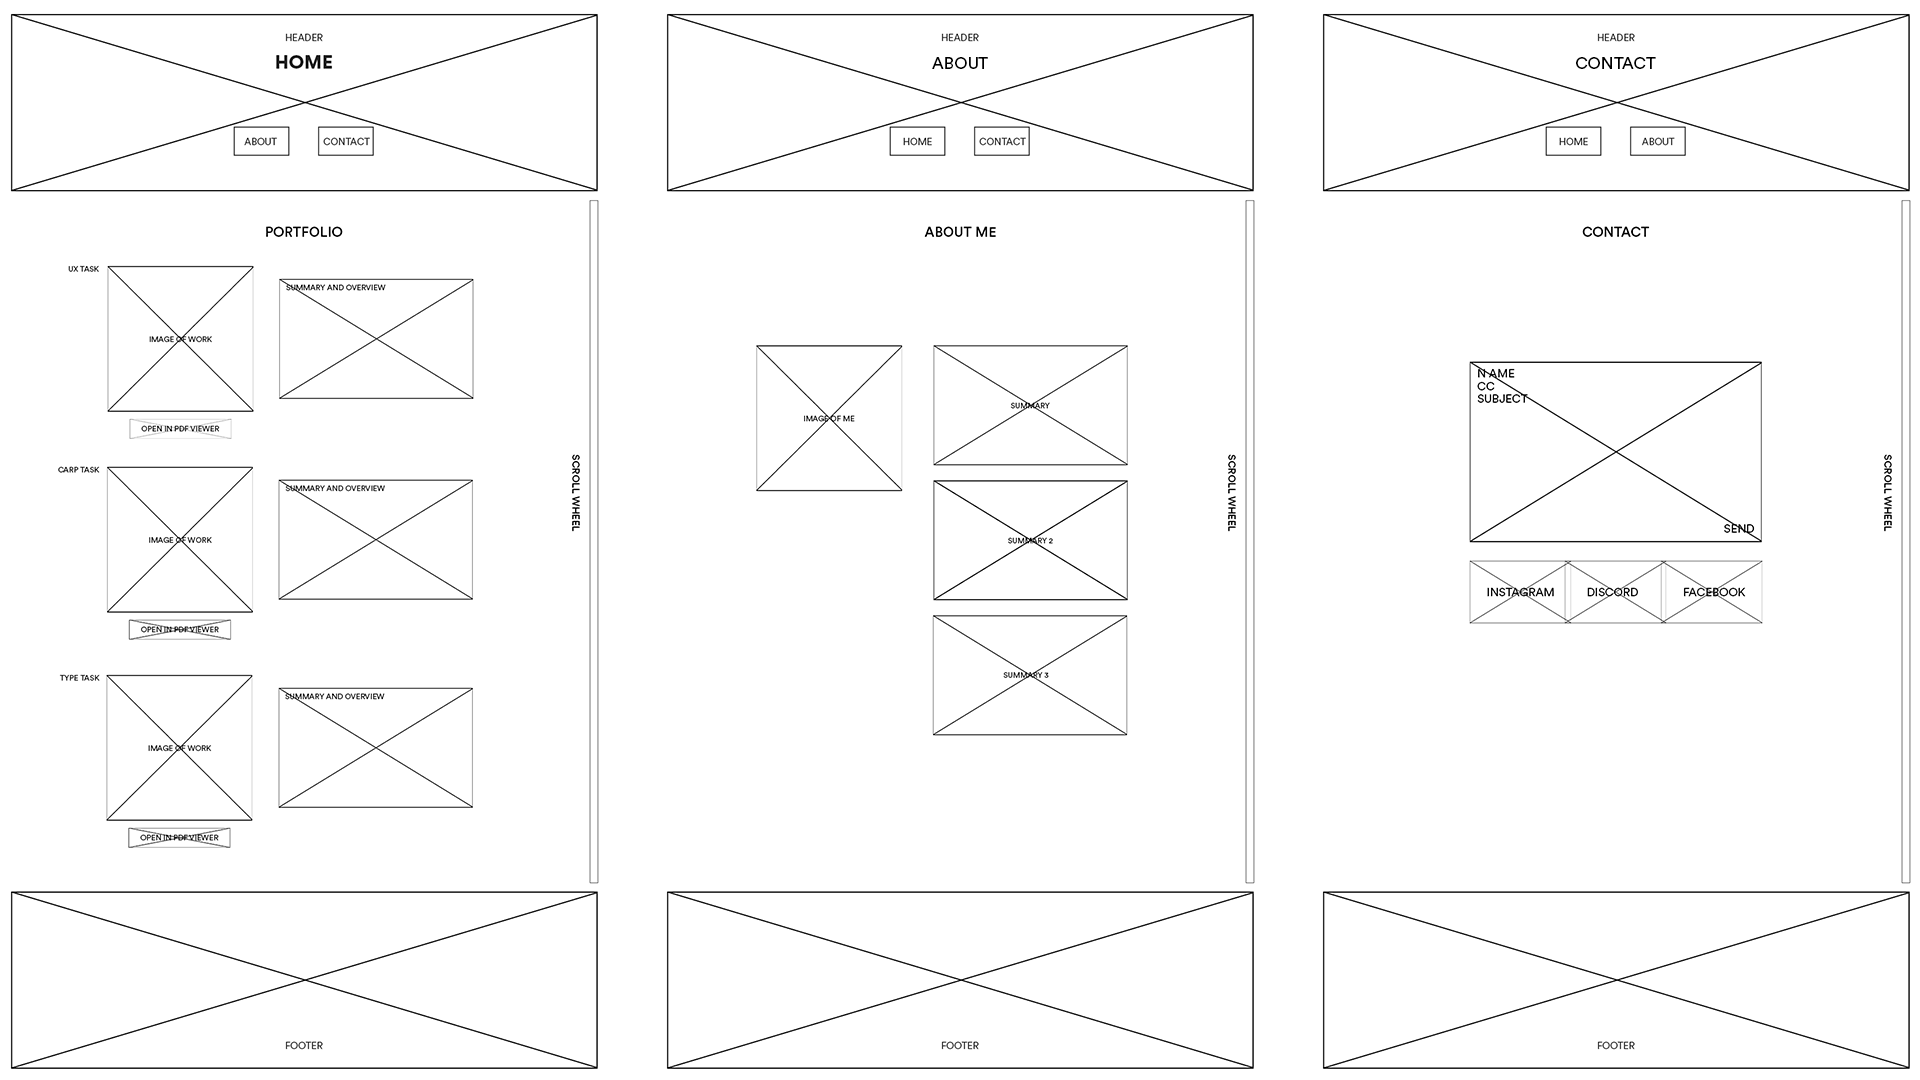 HEADER
HOME
ABOUT
CONTACT
PORTFOLIO
UX TASK
IMAGE OF WORK
SUMMARY AND OVERVIEW
OPEN IN PDF VIEWER
CARP TASK
IMAGE OF WORK
SUMMARY AND OVERVIEW
OPEN IN PDF VIEWER
TYPE TASK
IMAGE OF WORK
SUMMARY AND OVERVIEW
OPEN IN PDF VIEWER
SCROLL WHEEL
FOOTER
HEADER
ABOUT
HOME
CONTACT
ABOUT ME
IMAGE OF ME
SUMMARY
SUMMARY 2
SUMMARY 3
SCROLL WHEEL
FOOTER
HEADER
CONTACT
HOME
ABOUT
CONTACT
N AME
CC
SUBJECT
SEND
INSTAGRAM
DISCORD
FACEBOOK
SCROLL WHEEL
FOOTER